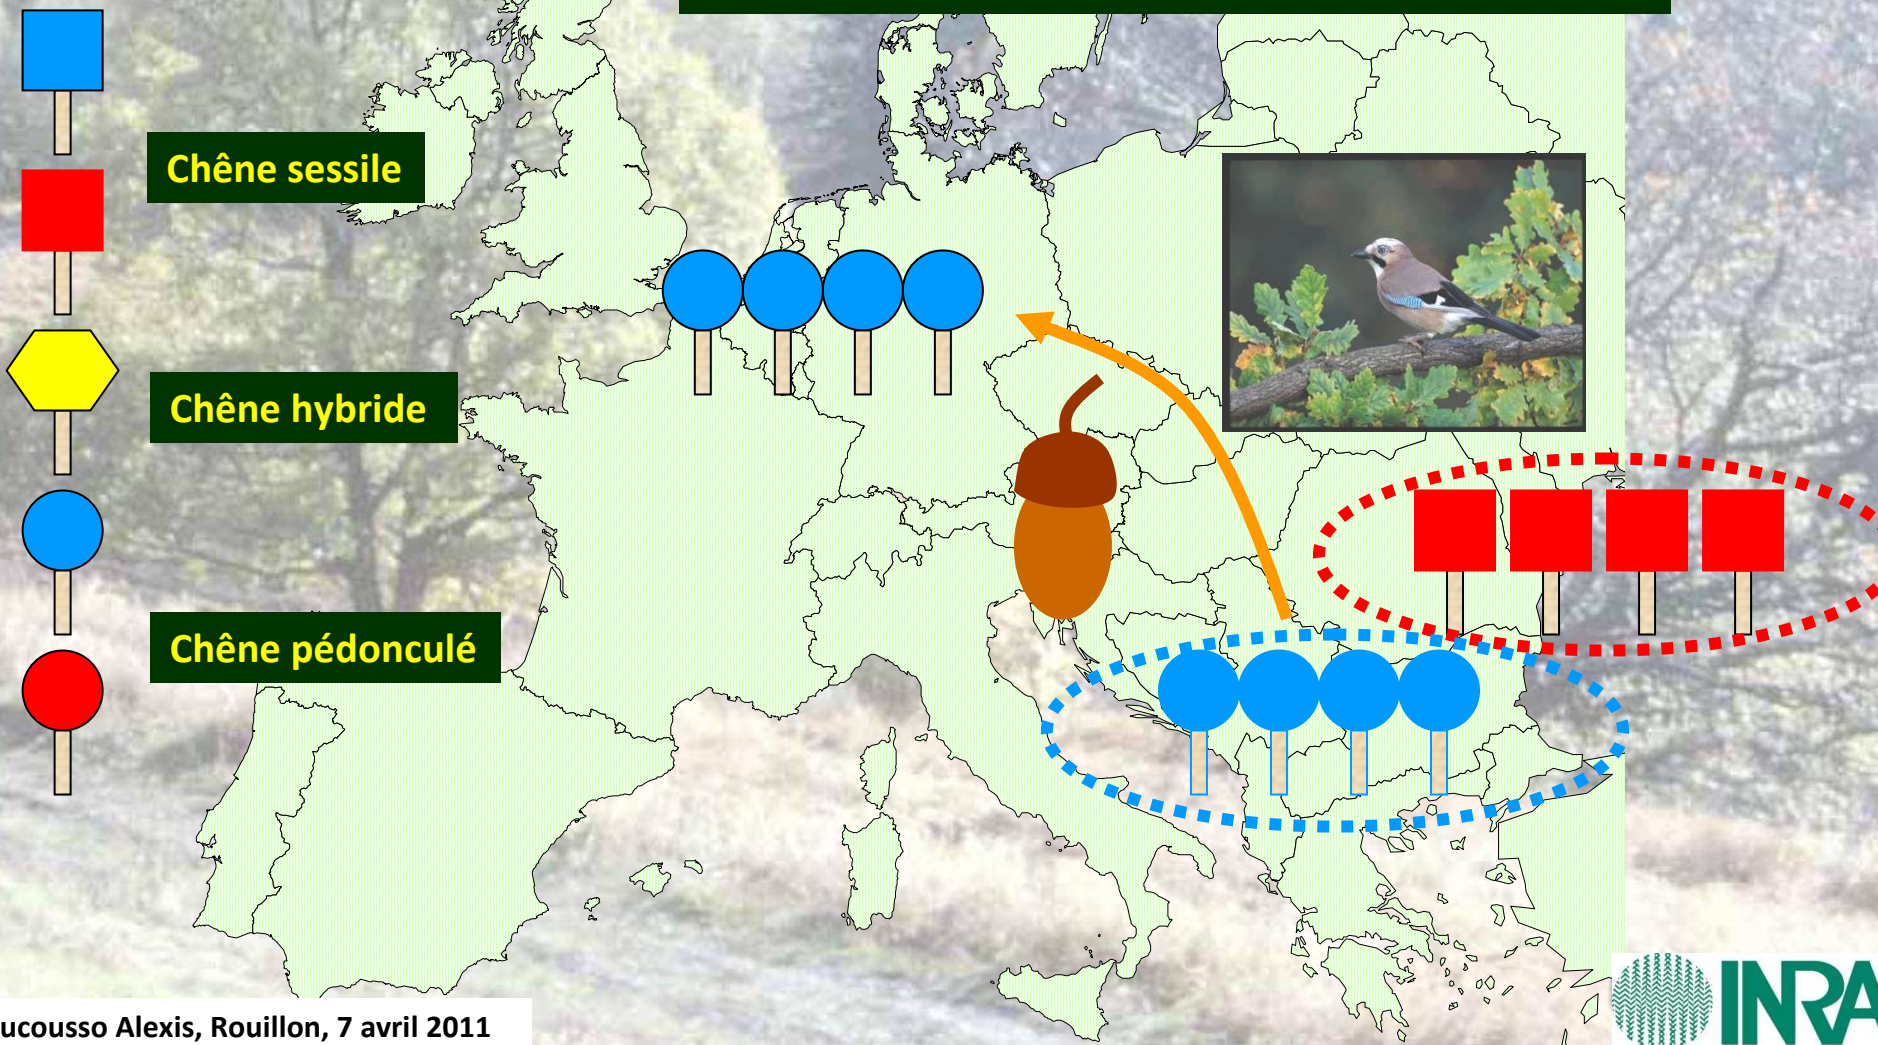 Chêne sessile
Chêne hybride
Chêne pédonculé
ucousso Alexis, Rouillon, 7 avril 2011
INRA